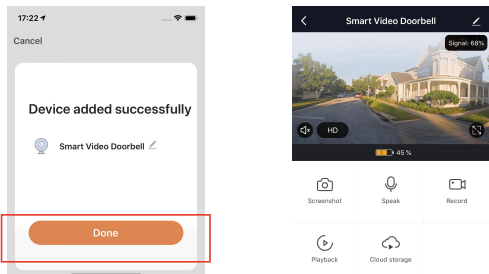 17:22
Cancel
Device added successfully
Smart Video Doorbell
Done
Smart Video Doorbell
Signal: 68%
HD
45 %
Screenshot
Speak
Record
Playback
Cloud storage